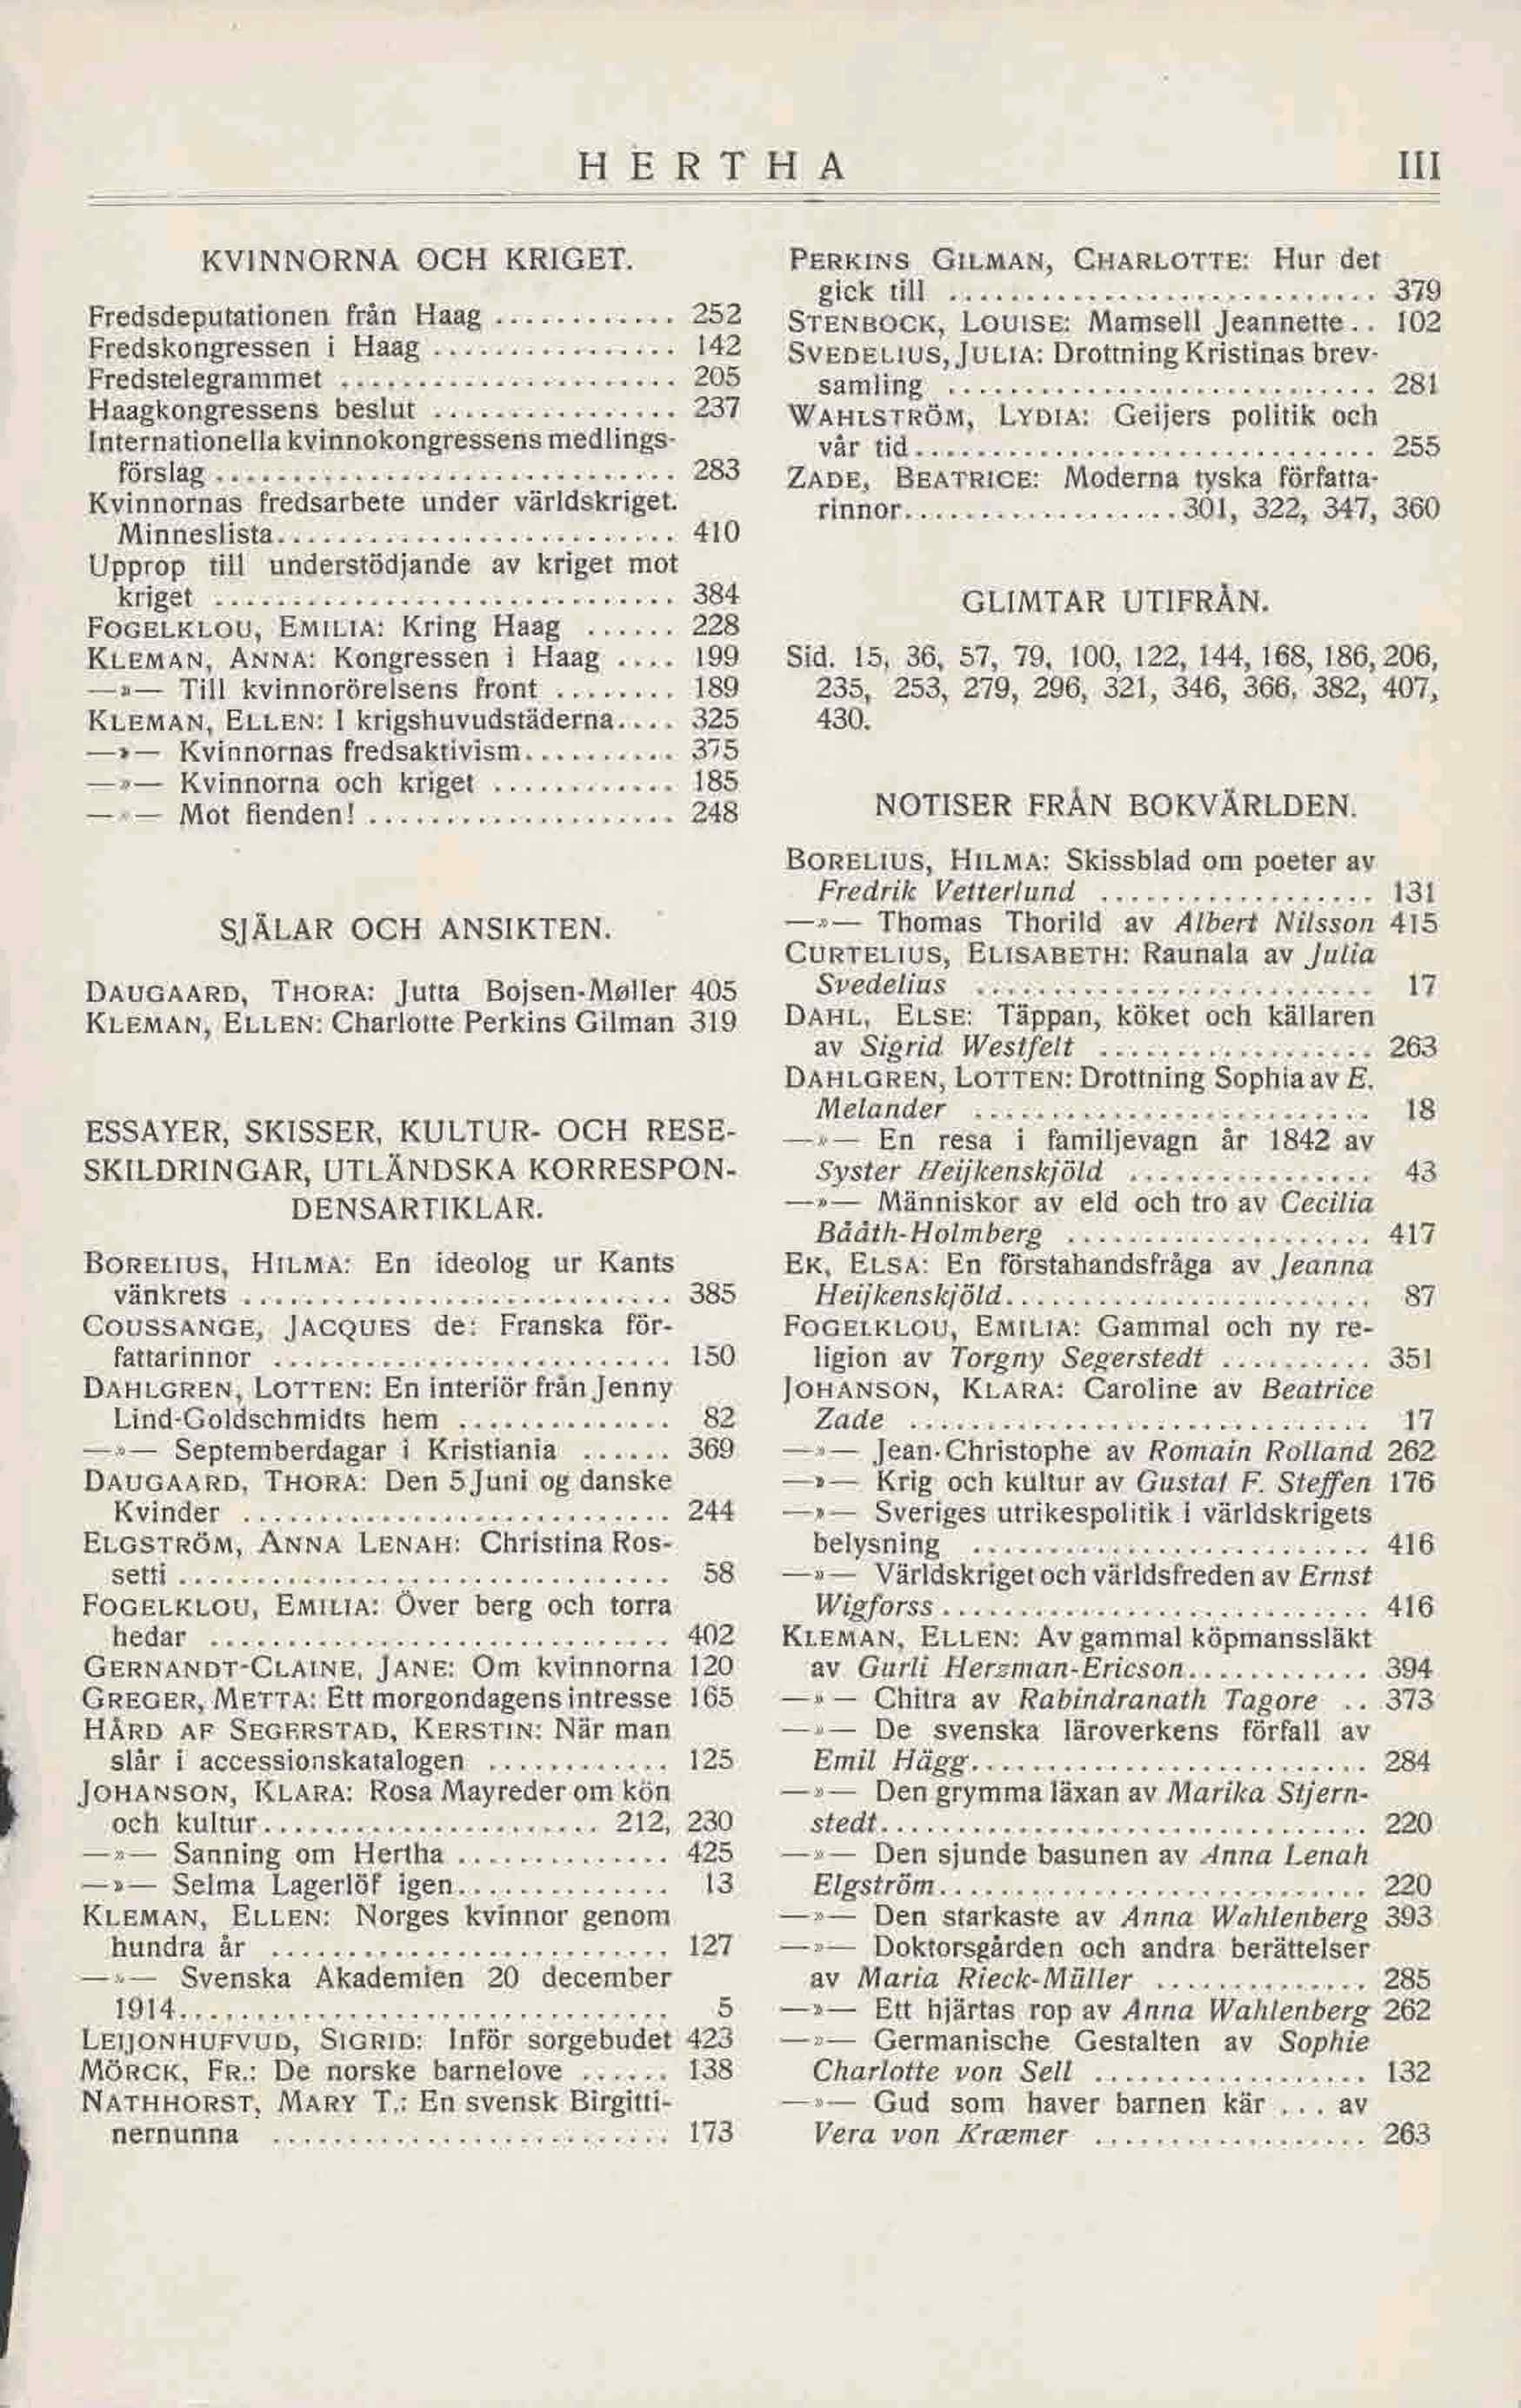 HERTHA III
KVINNORNA OCH KRIGET.
Fredsdeputationen från Haag ............ 252
Fredskongressen i Haag ................ 142
Fredstelegrammet ...................... 205
Haagkongressens beslut ................ 237
Internationella kvinnokongressens medlings-
förslag .............................. 283
Kvinnornas fredsarbete under världskriget.
Minneslista.......................... 410
Upprop till understödjande av kriget mot
kriget .............................. 384
FOGELKLOU, EMILIA: Kring Haag ...... 228
KLEMAN, ANNA: Kongressen i Haag .... 199
—»— Till kvinnorörelsens front ........ 189
KLEMAN, ELLEN: I krigshuvudstäderna.... 325
—»— Kvinnornas fredsaktivism.......... 375
—»— Kvinnorna och kriget ............ 185
—»— Mot fienden! .................... 248
SJÄLAR OCH ANSIKTEN.
DAUGAARD, THORA: Jutta Bojsen-Møller 405
KLEMAN, ELLEN: Charlotte Perkins Gilman 319
ESSAYER, SKISSER, KULTUR- OCH RESE-
SKILDRINGAR, UTLÄNDSKA KORRESPON-
DENSARTIKLAR.
BORELIUS, HILMA: En ideolog ur Kants
vänkrets ............................ 385
COUSSANGE, JACQUES de: Franska för-
fattarinnor .......................... 150
DAHLGREN, LOTTEN: En interiör från Jenny
Lind-Goldschmidts hem .............. 82
—»— Septemberdagar i Kristiania ...... 369
DAUGAARD, THORA: Den 5 Juni og danske
Kvinder ............................ 244
ELGSTRÖM, ANNA LENAH: Christina Ros-
setti ................................ 58
FOGELKLOU, EMILIA: Över berg och torra
hedar .............................. 402
GERNANDT-CLAINE, JANE: Om kvinnorna 120
GREGER, METTA: Ett morgondagens intresse 165
HÅRD AF SEGERSTAD, KERSTIN: När man
slår i accessionskatalogen ............ 125
JOHANSON, KLARA: Rosa Mayreder om kön
och kultur...................... 212, 230
—»— Sanning om Hertha .............. 425
—»— Selma Lagerlöf igen.............. 13
KLEMAN, ELLEN: Norges kvinnor genom
hundra år .......................... 127
—»— Svenska Akademien 20 december
1914................................ 5
LEIJONHUFVUD, SIGRID: Inför sorgebudet 423
MÖRCK, FR.: De norske barnelove ...... 138
NATHHORST, MARY T.: En svensk Birgitti-
nernunna .......................... 173
PERKINS GILMAN, CHARLOTTE: Hur det
gick till ............................ 379
STENBOCK, LOUISE: Mamsell Jeannette.. 102
SVEDELIUS, JULIA: Drottning Kristinas brev-
samling ............................ 281
WAHLSTRÖM, LYDIA: Geijers politik och
vår tid.............................. 255
ZADE, BEATRICE: Moderna tyska författa-
rinnor.................. 301, 322, 347, 360
GLIMTAR UTIFRÅN.
Sid. 15, 36, 57, 79, 100, 122, 144, 168, 186, 206,
235, 253, 279, 296, 321, 346, 366, 382, 407,
430.
NOTISER FRÅN BOKVÄRLDEN.
BORELIUS, HILMA: Skissblad om poeter av
Fredrik Vetterlund .................. 131
—»— Thomas Thorild av Albert Nilsson 415
CURTELIUS, ELISABETH: Raunala av Julia
Svedelius .......................... 17
DAHL, ELSE: Täppan, köket och källaren
av Sigrid Westfelt .................. 263
DAHLGREN, LOTTEN: Drottning Sophia av E.
Melander .......................... 18
—»— En resa i familjevagn år 1842 av
Syster Heijkenskjöld ................ 43
—»— Människor av eld och tro av Cecilia
Bååth-Holmberg .................... 417
EK, ELSA: En förstahandsfråga av Jeanna
Heijkenskjöld........................ 87
FOGELKLOU, EMILIA: Gammal och ny re-
ligion av Torgny Segerstedt .......... 351
JOHANSON, KLARA: Caroline av Beatrice
Zade .............................. 17
—»— Jean-Christophe av Romain Rolland 262
—»— Krig och kultur av Gustaf F. Steffen 176
—»— Sveriges utrikespolitik i världskrigets
belysning .......................... 416
—»— Världskriget och världsfreden av Ernst
Wigforss............................ 416
KLEMAN, ELLEN: Av gammal köpmanssläkt
av Gurli Herzman-Ericson............ 394
—»— Chitra av Rabindranath Tagore .. 373
—»— De svenska läroverkens förfall av
Emil Hägg.......................... 284
—»— Den grymma läxan av Marika Stjern-
stedt................................ 220
—»— Den sjunde basunen av Anna Lenah
Elgström............................ 220
—»— Den starkaste av Anna Wahlenberg 393
—»— Doktorsgården och andra berättelser
av Maria Rieck-Müller .............. 285
—»— Ett hjärtas rop av Anna Wahlenberg 262
—»— Germanische Gestalten av Sophie
Charlotte von Sell .................. 132
—»— Gud som haver barnen kär ... av
Vera von Kræmer .................. 263